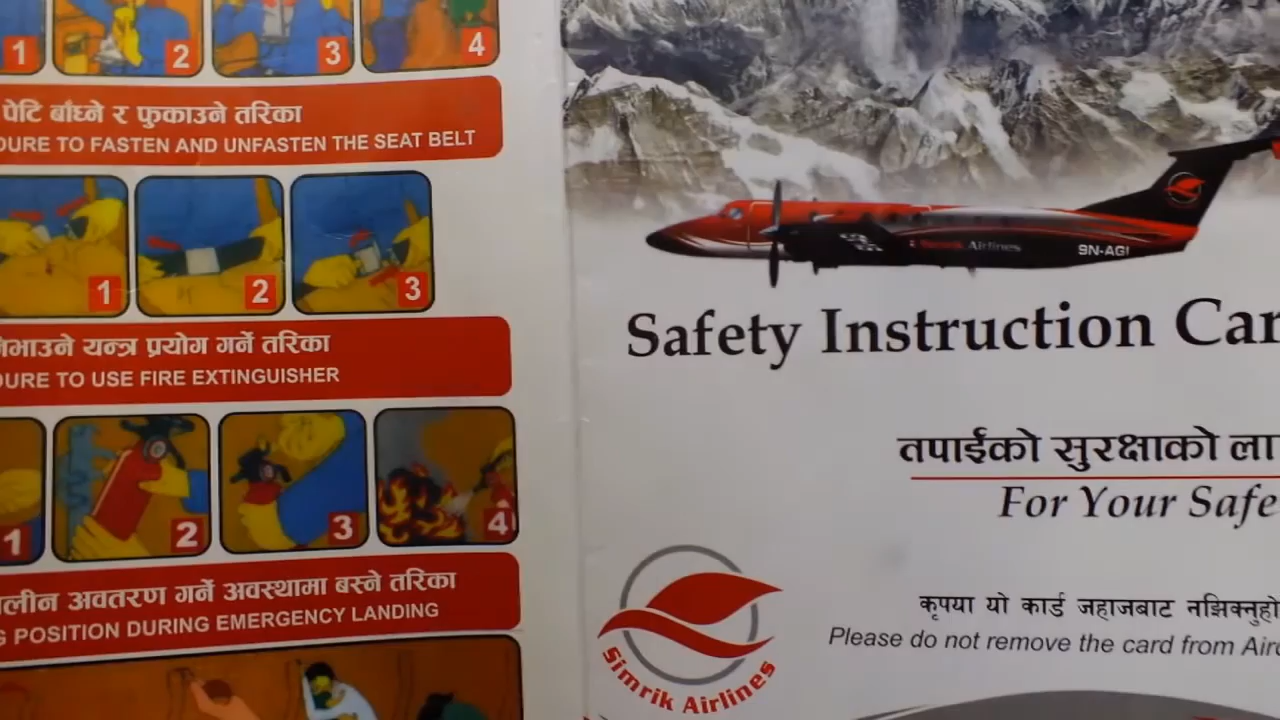 1
2
3
4
पेटि बाँध्ने र फुकाउने तरिका
DURE TO FASTEN AND UNFASTEN THE SEAT BELT
1
2
3
यन्त्र प्रयोग गर्ने तरिका
DURE TO USE FIRE EXTINGUISHER
1
2
3
4
लीन अवतरण गर्ने अवस्थामा बस्ने तरिका
G POSITION DURING EMERGENCY LANDING
Simrik Airlines
9N-AGI
Safety Instruction Car
तपाईको सुरक्षाको ला
For Your Safe
कृपया यो कार्ड जहाजबाट नझिक्नुहो
Please do not remove the card from Airc
Simrik Airlines